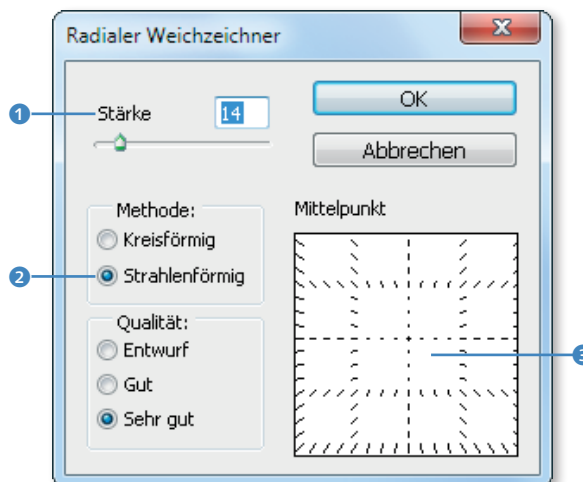 Radialer Weichzeichner
1 Stärke 14
OK
Abbrechen
Methode:
Kreisförmig
2 Strahlenförmig
Mittelpunkt
3
Qualität:
Entwurf
Gut
Sehr gut